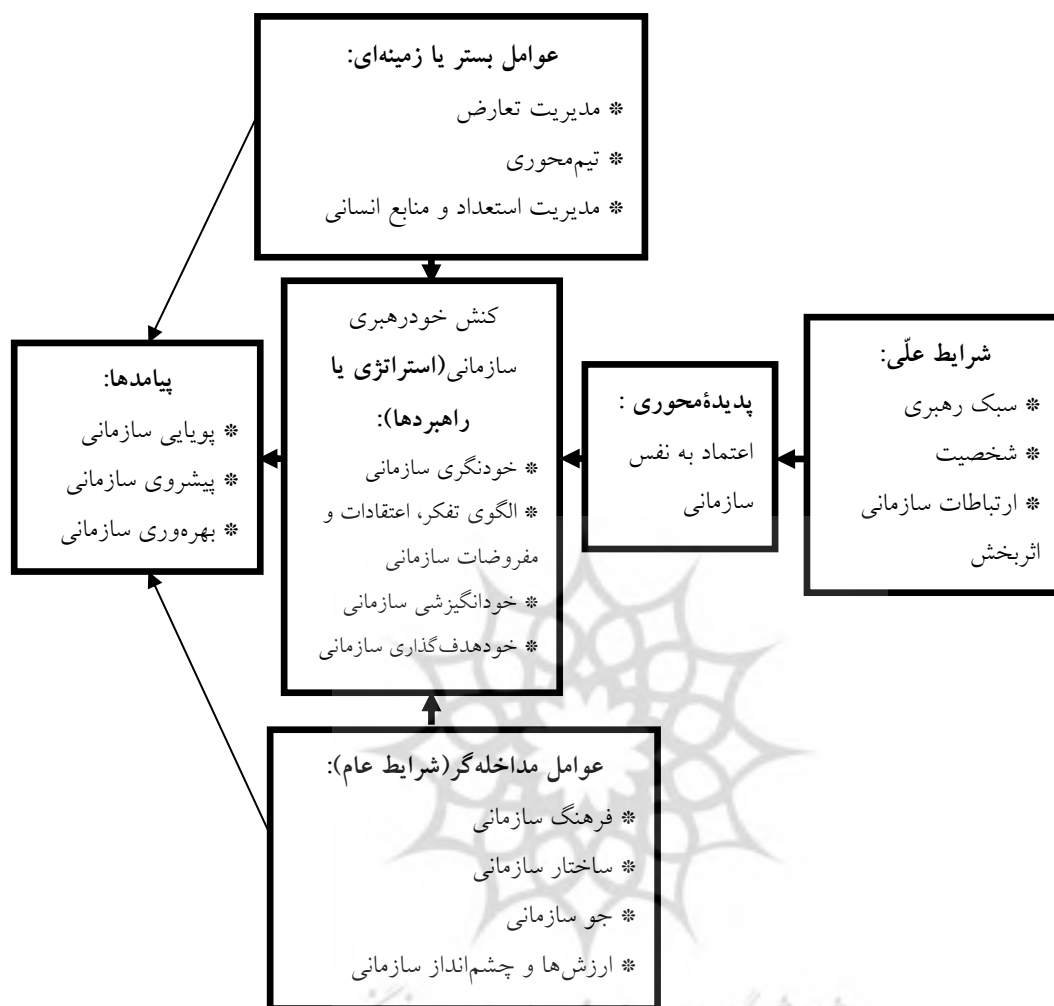 عوامل بستر یا زمینه‌ای:
* مدیریت تعارض
* تیم‌محوری
* مدیریت استعداد و منابع انسانی
شرایط علّی:
* سبک رهبری
* شخصیت
* ارتباطات سازمانی
اثربخش
پدیدۀمحوری :
اعتماد به نفس
سازمانی
کنش خودرهبری
سازمانی(استراتژی یا
راهبردها):
* خودنگری سازمانی
* الگوی تفکر، اعتقادات و
مفروضات سازمانی
* خودانگیزشی سازمانی
* خودهدف‌گذاری سازمانی
پیامدها:
* پویایی سازمانی
* پیشروی سازمانی
* بهره‌وری سازمانی
عوامل مداخله‌گر(شرایط عام):
* فرهنگ سازمانی
* ساختار سازمانی
* جو سازمانی
* ارزش‌ها و چشم‌انداز سازمانی